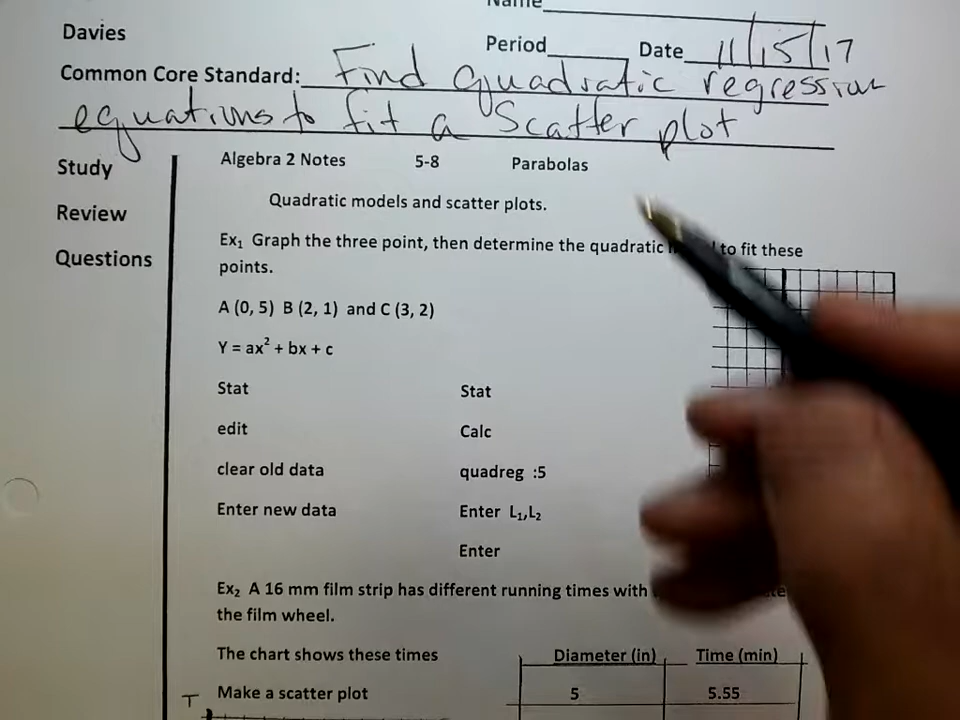 Name
Davies
Period Date 11/15/17
Common Core Standard: Find quadratic regression
equations to fit a Scatter plot
Study
Review
Questions
Algebra 2 Notes 5-8 Parabolas
Quadratic models and scatter plots.
Ex1 Graph the three point, then determine the quadratic to fit these
points.
A (0, 5) B (2, 1) and C (3, 2)
Y = ax² + bx + c
Stat Stat
edit Calc
clear old data quadreg :5
Enter new data Enter L₁,L₂
Enter
Ex₂ A 16 mm film strip has different running times with
the film wheel.
The chart shows these times Diameter (in) Time (min)
T Make a scatter plot 5 5.55